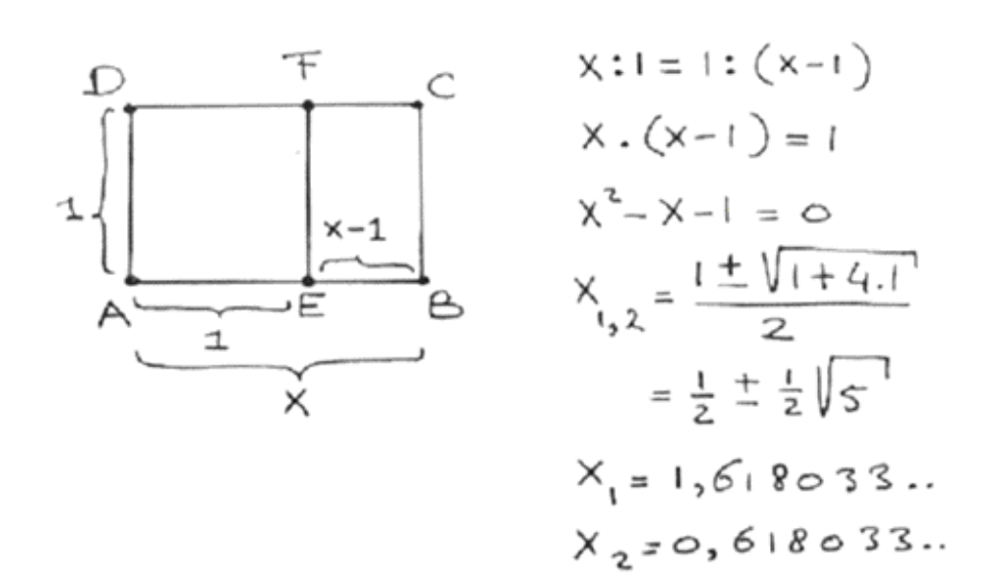 D F C
1
x-1
A E B
1
X
x:1=1:(x-1)
x.(x-1)=1
x²-x-1=0
x₁,₂ = (1±√(1+4.1))/2
= 1/2 ± 1/2 √5
x₁=1,618033..
x₂=0,618033..